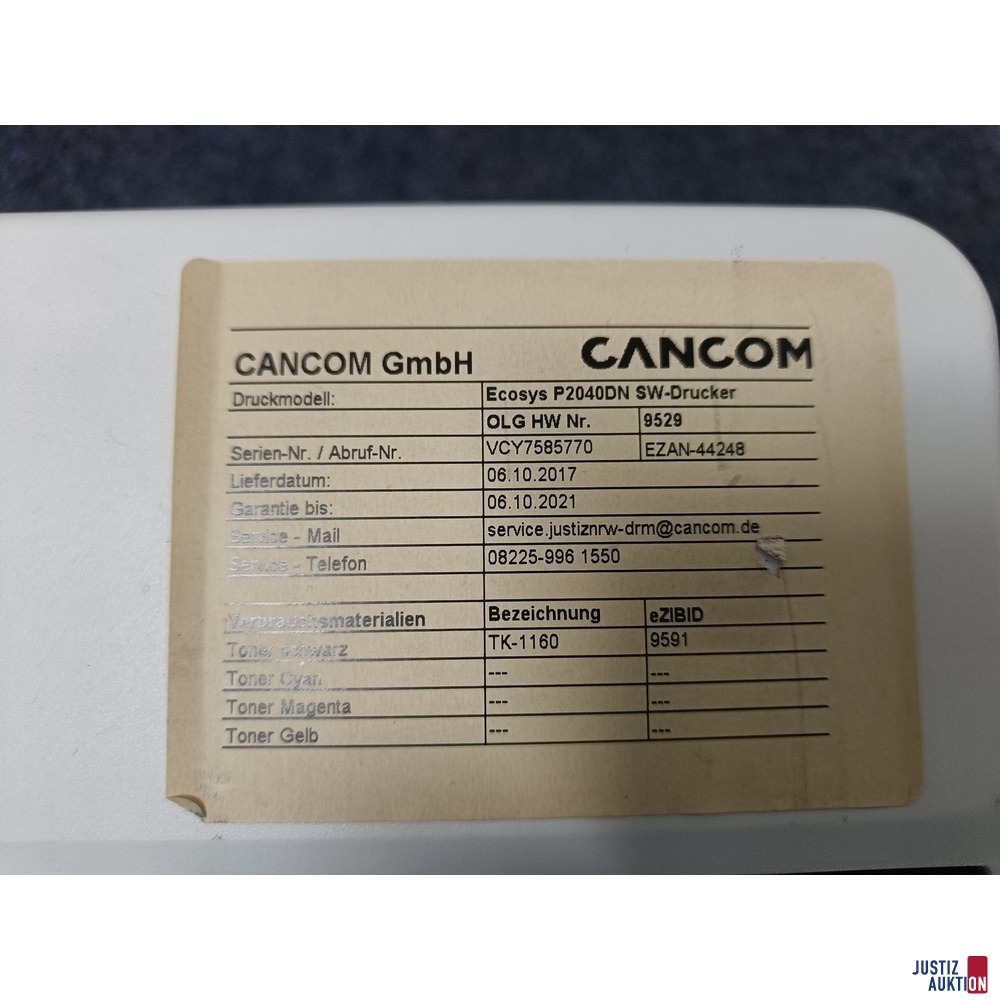 CANCOM GmbH CANCOM
Druckmodell: Ecosys P2040DN SW-Drucker
OLG HW Nr. 9529
Serien-Nr. / Abruf-Nr. VCY7585770 EZAN-44248
Lieferdatum: 06.10.2017
Garantie bis: 06.10.2021
Service - Mail service.justiznrw-drm@cancom.de
Service - Telefon 08225-996 1550
Verbrauchsmaterialien Bezeichnung eZIBID
Toner schwarz TK-1160 9591
Toner Cyan --- ---
Toner Magenta --- ---
Toner Gelb --- ---
JUSTIZ
AUKTION